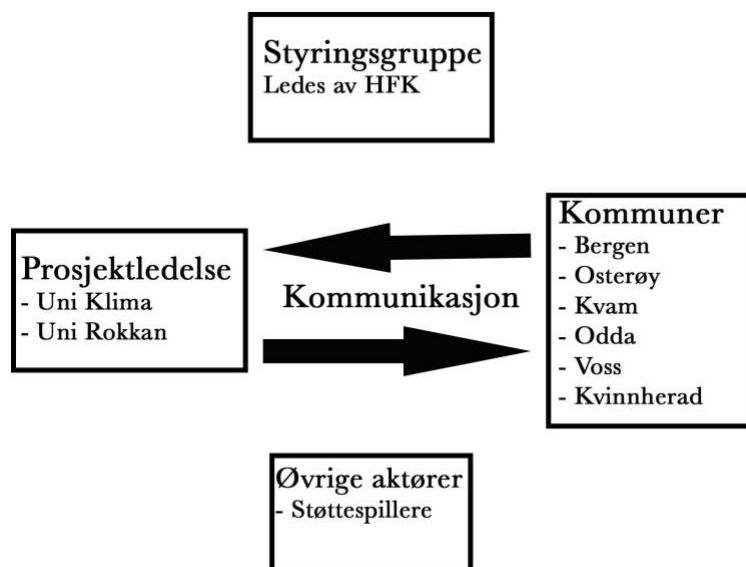 Styringsgruppe
Ledes av HFK
Prosjektledelse
- Uni Klima
- Uni Rokkan
Kommunikasjon
Kommuner
- Bergen
- Osterøy
- Kvam
- Odda
- Voss
- Kvinnherad
Øvrige aktører
- Støttespillere